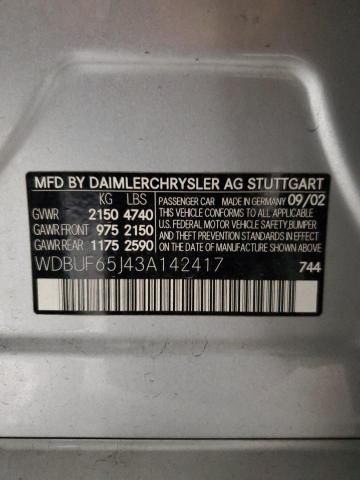 MFD BY DAIMLERCHRYSLER AG STUTTGART
KG LBS PASSENGER CAR MADE IN GERMANY 09/02
GVWR 2150 4740
GAWR FRONT 975 2150
GAWR REAR 1175 2590
THIS VEHICLE CONFORMS TO ALL APPLICABLE
U.S. FEDERAL MOTOR VEHICLE SAFETY, BUMPER
AND THEFT PREVENTION STANDARDS IN EFFECT
ON THE DATE OF MANUFACTURE SHOWN ABOVE.
WDBUF65J43A142417
744